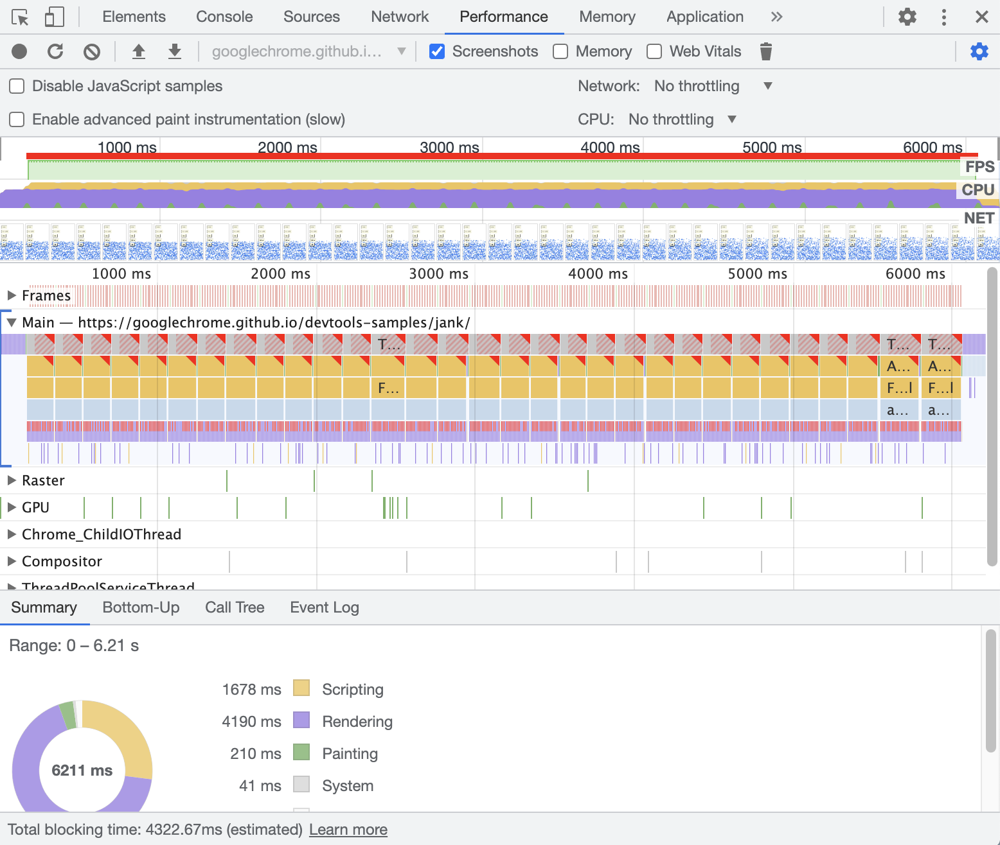 Elements Console Sources Network Performance Memory Application
googlechrome.github.i... Screenshots Memory Web Vitals
Disable JavaScript samples Network: No throttling
Enable advanced paint instrumentation (slow) CPU: No throttling
1000 ms 2000 ms 3000 ms 4000 ms 5000 ms 6000 ms
FPS
CPU
NET
1000 ms 2000 ms 3000 ms 4000 ms 5000 ms 6000 ms
Frames
Main — https://googlechrome.github.io/devtools-samples/jank/
T... T... T...
A... A...
F... F...l F...l
a... a...
Raster
GPU
Chrome_ChildIOThread
Compositor
ThreadPoolServiceThread
Summary Bottom-Up Call Tree Event Log
Range: 0 – 6.21 s
1678 ms Scripting
4190 ms Rendering
6211 ms
210 ms Painting
41 ms System
Total blocking time: 4322.67ms (estimated) Learn more